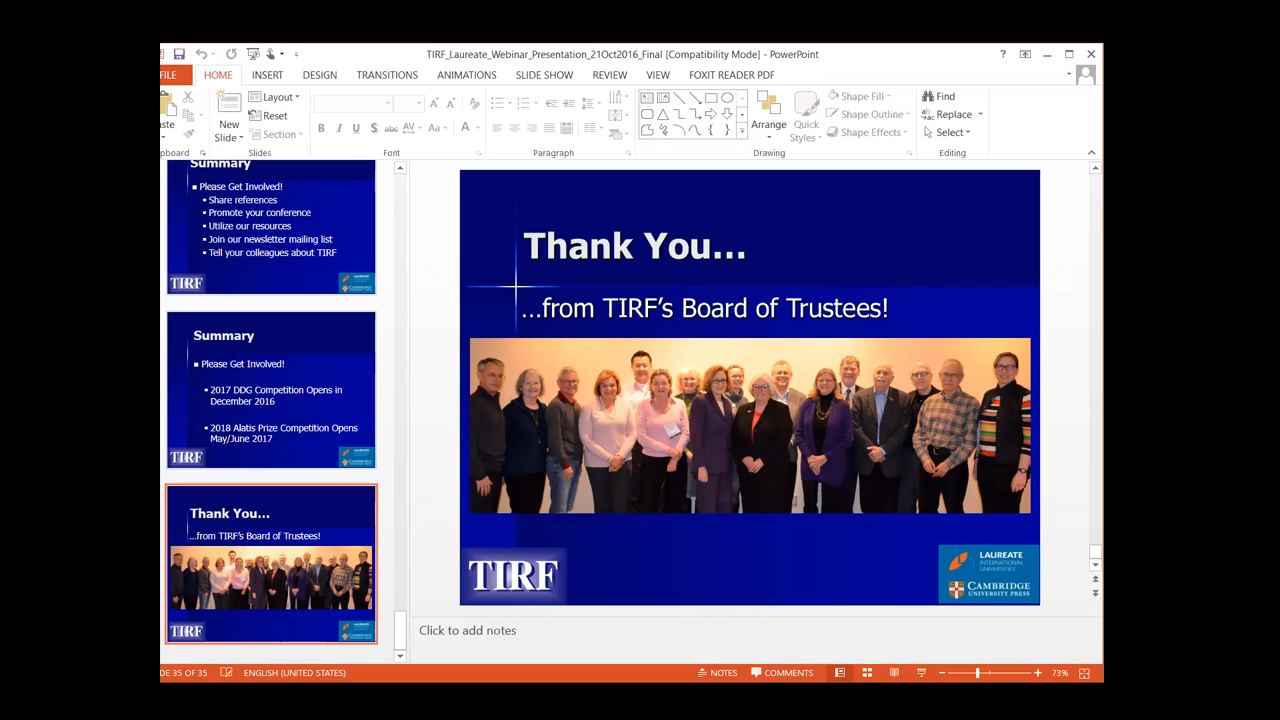 TIRF_Laureate_Webinar_Presentation_21Oct2016_Final [Compatibility Mode] - PowerPoint
FILE HOME INSERT DESIGN TRANSITIONS ANIMATIONS SLIDE SHOW REVIEW VIEW FOXIT READER PDF
New
Slide
Layout
Reset
Section
Arrange
Quick
Styles
Shape Fill
Shape Outline
Shape Effects
Find
Replace
Select
Slides Font Paragraph Drawing Editing
Summary
Please Get Involved!
Share references
Promote your conference
Utilize our resources
Join our newsletter mailing list
Tell your colleagues about TIRF
TIRF
Summary
Please Get Involved!
2017 DDG Competition Opens in
December 2016
2018 Alatis Prize Competition Opens
May/June 2017
TIRF
Thank You...
...from TIRF's Board of Trustees!
TIRF
Thank You...
...from TIRF's Board of Trustees!
TIRF
LAUREATE
INTERNATIONAL
UNIVERSITIES
CAMBRIDGE
UNIVERSITY PRESS
Click to add notes
DE 35 OF 35 ENGLISH (UNITED STATES) NOTES COMMENTS 73%